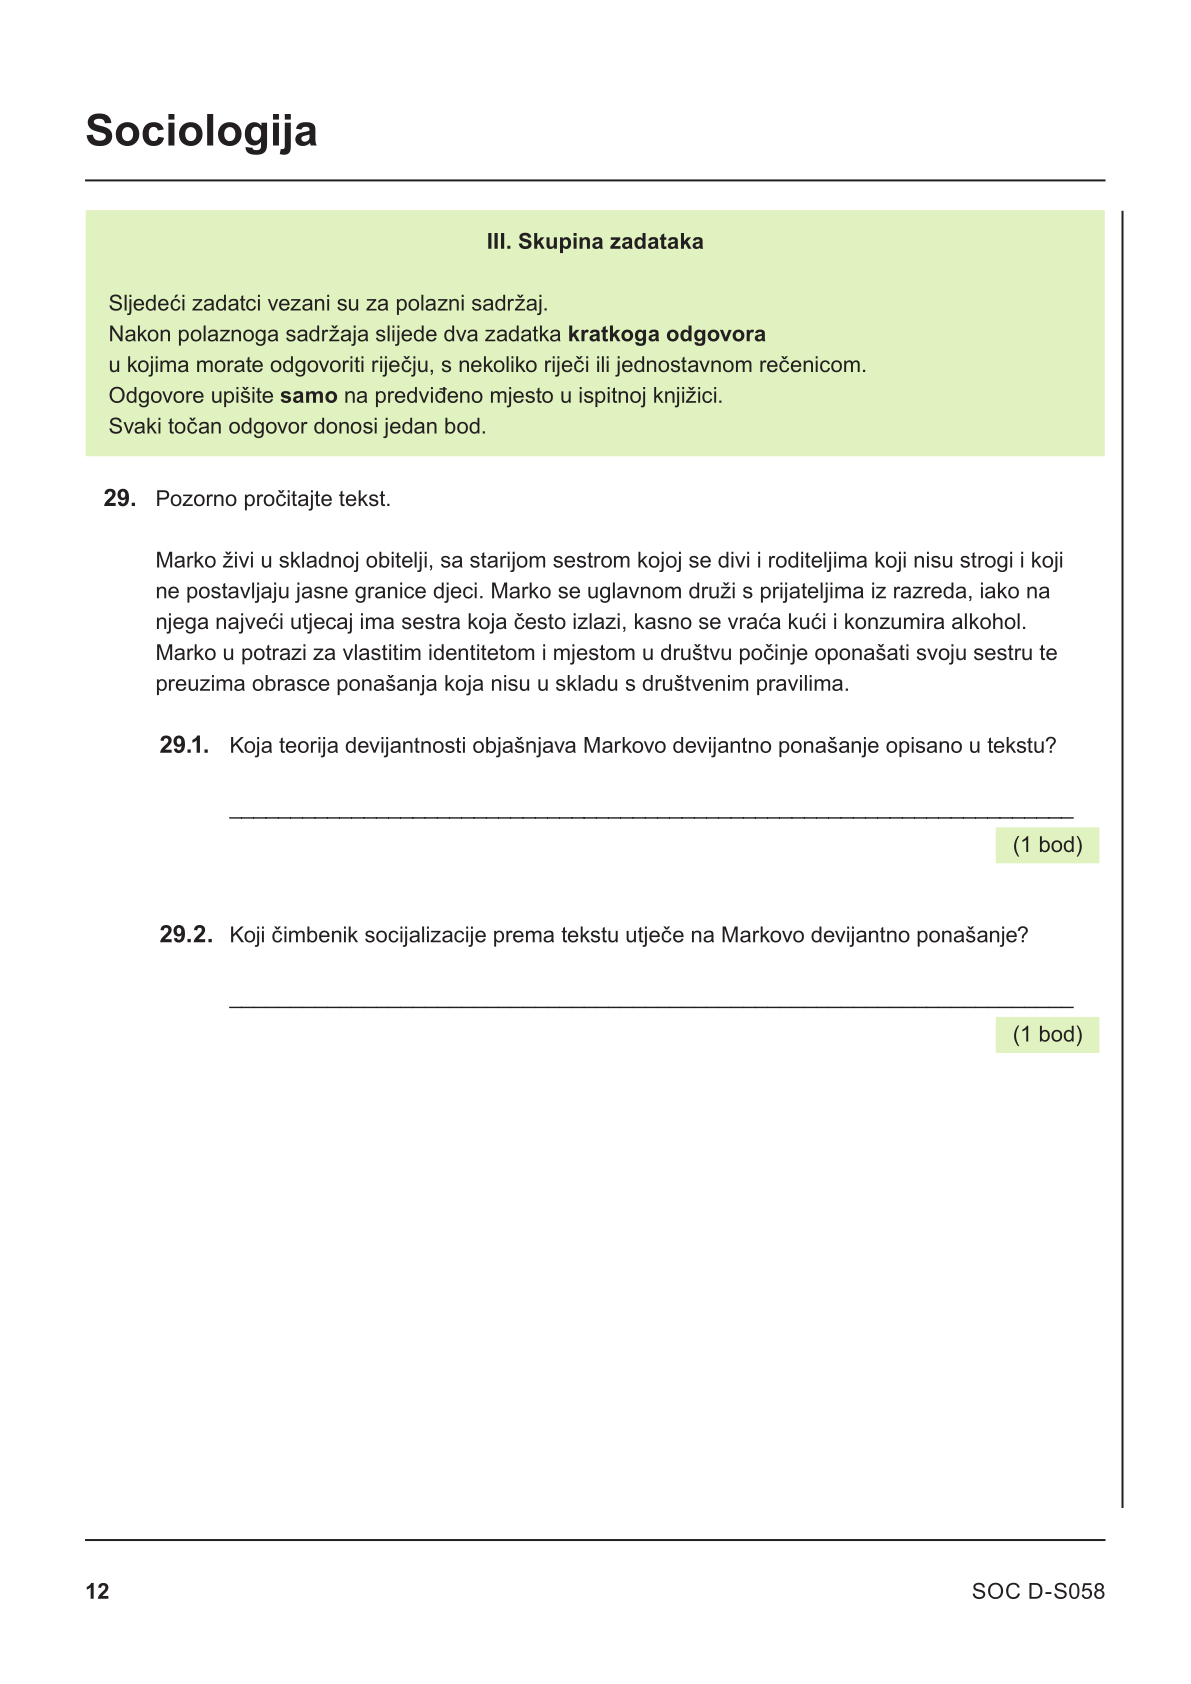 Sociologija
III. Skupina zadataka
Sljedeći zadatci vezani su za polazni sadržaj.
Nakon polaznoga sadržaja slijede dva zadatka kratkoga odgovora
u kojima morate odgovoriti riječju, s nekoliko riječi ili jednostavnom rečenicom.
Odgovore upišite samo na predviđeno mjesto u ispitnoj knjižici.
Svaki točan odgovor donosi jedan bod.
29. Pozorno pročitajte tekst.
Marko živi u skladnoj obitelji, sa starijom sestrom kojoj se divi i roditeljima koji nisu strogi i koji
ne postavljaju jasne granice djeci. Marko se uglavnom druži s prijateljima iz razreda, iako na
njega najveći utjecaj ima sestra koja često izlazi, kasno se vraća kući i konzumira alkohol.
Marko u potrazi za vlastitim identitetom i mjestom u društvu počinje oponašati svoju sestru te
preuzima obrasce ponašanja koja nisu u skladu s društvenim pravilima.
29.1. Koja teorija devijantnosti objašnjava Markovo devijantno ponašanje opisano u tekstu?
(1 bod)
29.2. Koji čimbenik socijalizacije prema tekstu utječe na Markovo devijantno ponašanje?
(1 bod)
12
SOC D-S058